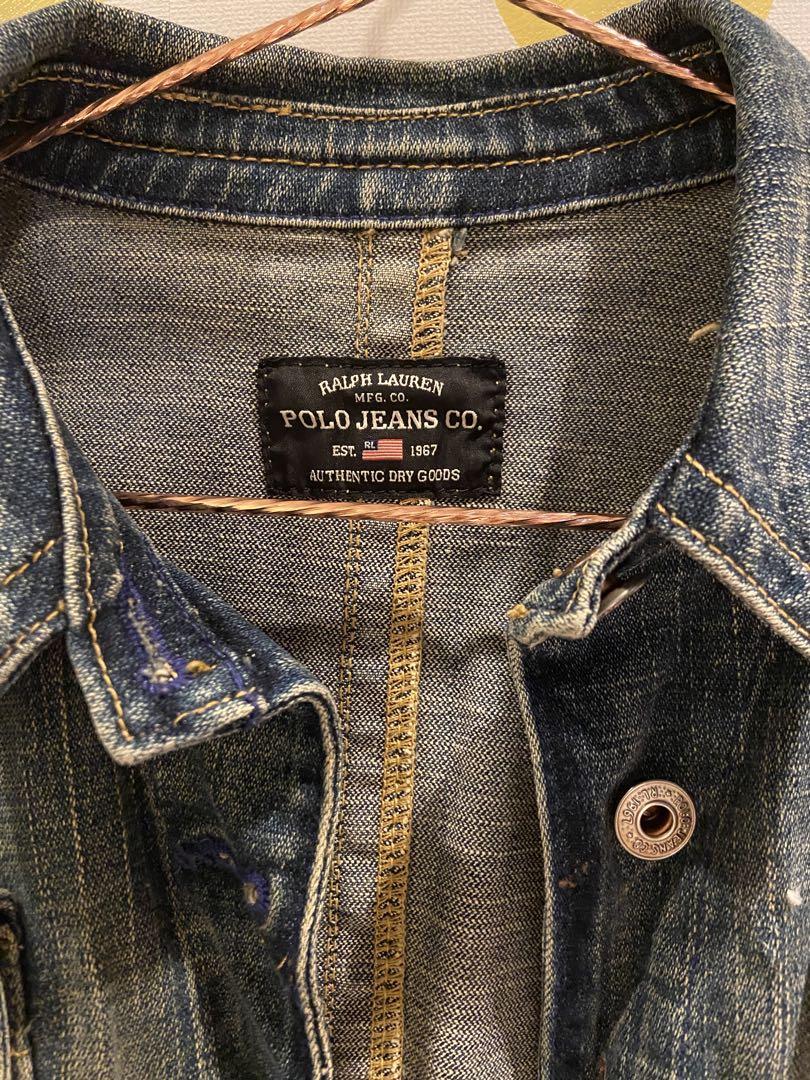 RALPH LAUREN
MFG. CO.
POLO JEANS CO.
EST. RL 1967
AUTHENTIC DRY GOODS